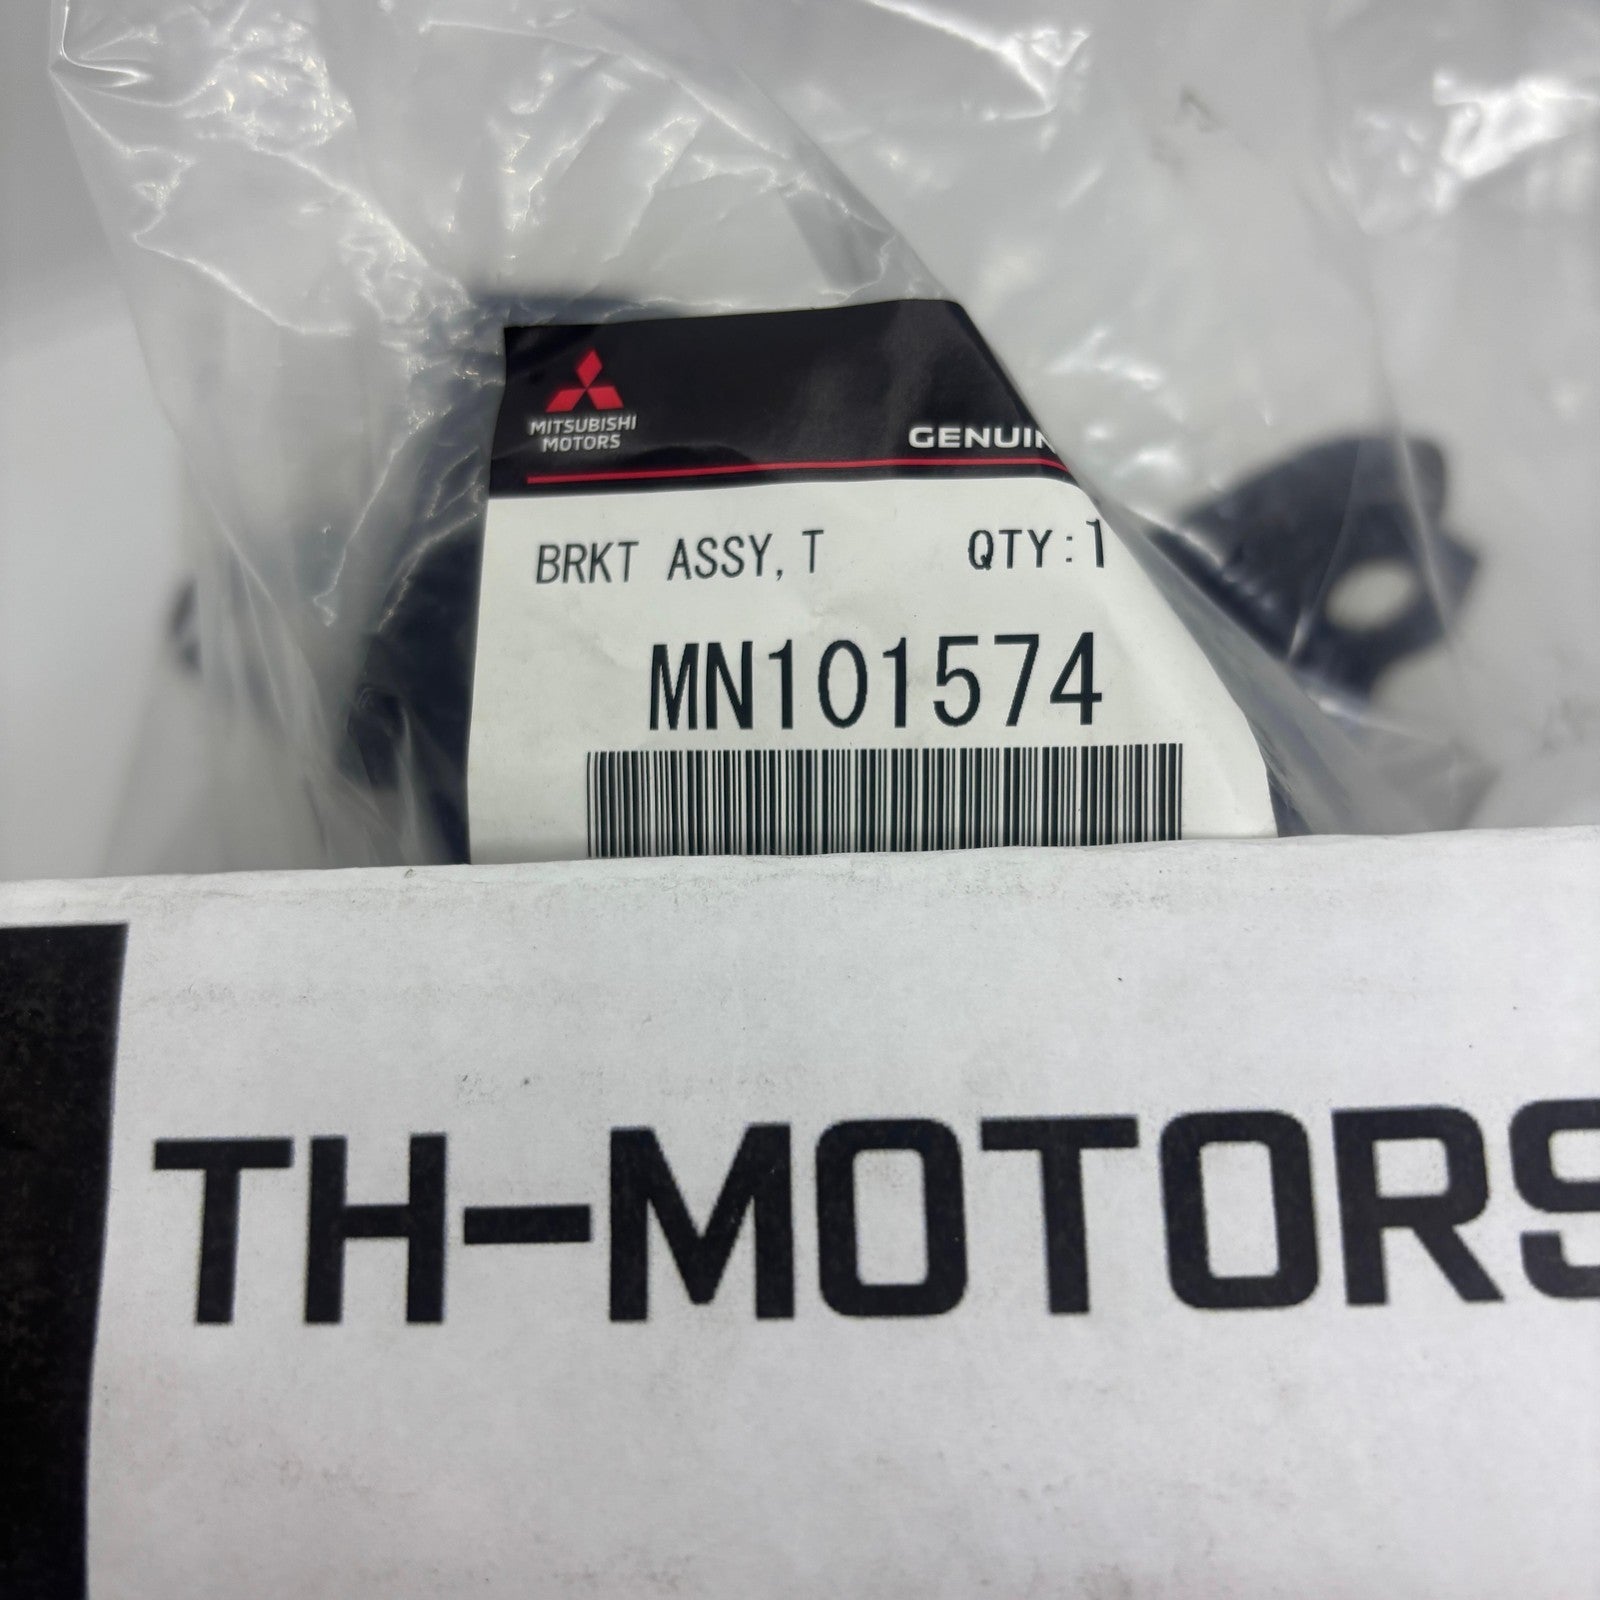 MITSUBISHI
MOTORS
GENUIN
BRKT ASSY,T QTY:1
MN101574
TH-MOTORS